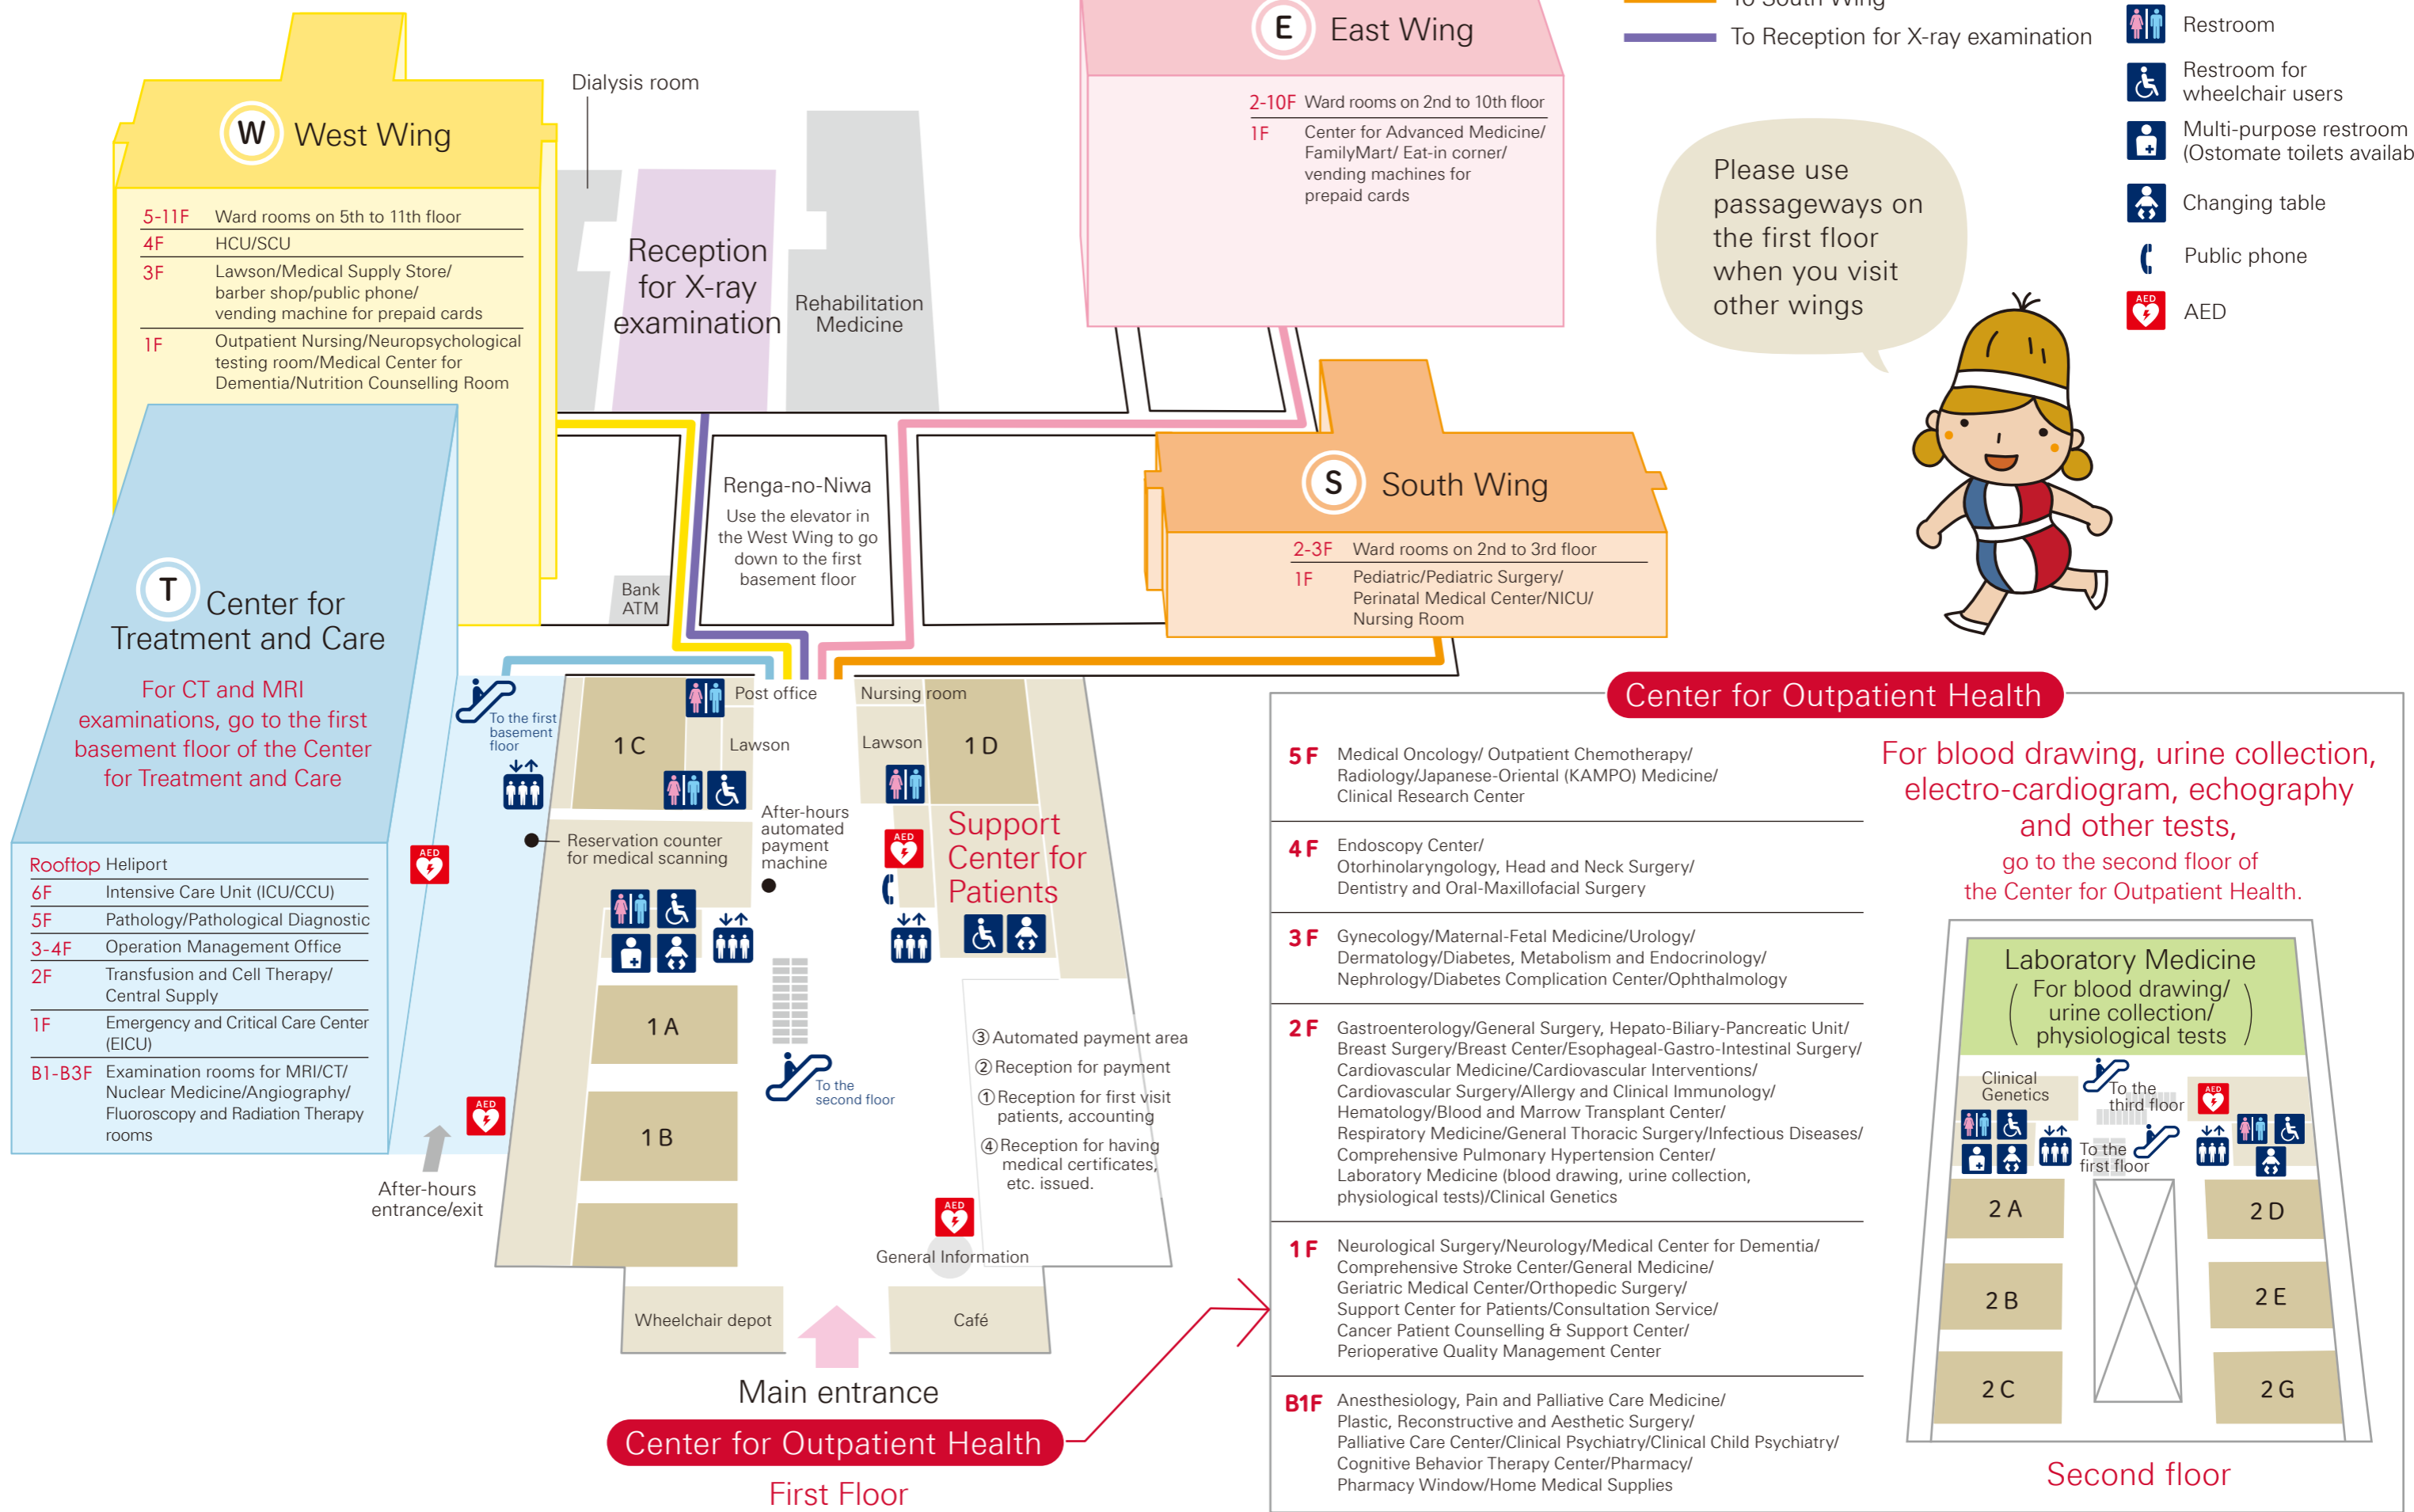 To South Wing
To Reception for X-ray examination
Restroom
Restroom for
wheelchair users
Multi-purpose restroom
(Ostomate toilets availab
Changing table
Public phone
AED
AED
E East Wing
2-10F Ward rooms on 2nd to 10th floor
1F Center for Advanced Medicine/
FamilyMart/ Eat-in corner/
vending machines for
prepaid cards
Please use
passageways on
the first floor
when you visit
other wings
W West Wing
5-11F Ward rooms on 5th to 11th floor
4F HCU/SCU
3F Lawson/Medical Supply Store/
barber shop/public phone/
vending machine for prepaid cards
1F Outpatient Nursing/Neuropsychological
testing room/Medical Center for
Dementia/Nutrition Counselling Room
Dialysis room
Reception
for X-ray
examination
Rehabilitation
Medicine
Renga-no-Niwa
Use the elevator in
the West Wing to go
down to the first
basement floor
Bank
ATM
S South Wing
2-3F Ward rooms on 2nd to 3rd floor
1F Pediatric/Pediatric Surgery/
Perinatal Medical Center/NICU/
Nursing Room
T Center for
Treatment and Care
For CT and MRI
examinations, go to the first
basement floor of the Center
for Treatment and Care
Rooftop Heliport
6F Intensive Care Unit (ICU/CCU)
5F Pathology/Pathological Diagnostic
3-4F Operation Management Office
2F Transfusion and Cell Therapy/
Central Supply
1F Emergency and Critical Care Center
(EICU)
B1-B3F Examination rooms for MRI/CT/
Nuclear Medicine/Angiography/
Fluoroscopy and Radiation Therapy
rooms
To the first
basement
floor
AED
AED
After-hours
entrance/exit
1 C
Post office
Lawson
Nursing room
Lawson
1 D
Reservation counter
for medical scanning
After-hours
automated
payment
machine
AED
Support
Center for
Patients
1 A
To the
second floor
1 B
③ Automated payment area
② Reception for payment
① Reception for first visit
patients, accounting
④ Reception for having
medical certificates,
etc. issued.
AED
General Information
Wheelchair depot
Café
Main entrance
Center for Outpatient Health
First Floor
Center for Outpatient Health
5F Medical Oncology/ Outpatient Chemotherapy/
Radiology/Japanese-Oriental (KAMPO) Medicine/
Clinical Research Center
4F Endoscopy Center/
Otorhinolaryngology, Head and Neck Surgery/
Dentistry and Oral-Maxillofacial Surgery
3F Gynecology/Maternal-Fetal Medicine/Urology/
Dermatology/Diabetes, Metabolism and Endocrinology/
Nephrology/Diabetes Complication Center/Ophthalmology
2F Gastroenterology/General Surgery, Hepato-Biliary-Pancreatic Unit/
Breast Surgery/Breast Center/Esophageal-Gastro-Intestinal Surgery/
Cardiovascular Medicine/Cardiovascular Interventions/
Cardiovascular Surgery/Allergy and Clinical Immunology/
Hematology/Blood and Marrow Transplant Center/
Respiratory Medicine/General Thoracic Surgery/Infectious Diseases/
Comprehensive Pulmonary Hypertension Center/
Laboratory Medicine (blood drawing, urine collection,
physiological tests)/Clinical Genetics
1F Neurological Surgery/Neurology/Medical Center for Dementia/
Comprehensive Stroke Center/General Medicine/
Geriatric Medical Center/Orthopedic Surgery/
Support Center for Patients/Consultation Service/
Cancer Patient Counselling & Support Center/
Perioperative Quality Management Center
B1F Anesthesiology, Pain and Palliative Care Medicine/
Plastic, Reconstructive and Aesthetic Surgery/
Palliative Care Center/Clinical Psychiatry/Clinical Child Psychiatry/
Cognitive Behavior Therapy Center/Pharmacy/
Pharmacy Window/Home Medical Supplies
For blood drawing, urine collection,
electro-cardiogram, echography
and other tests,
go to the second floor of
the Center for Outpatient Health.
Laboratory Medicine
(For blood drawing/
urine collection/
physiological tests)
Clinical
Genetics
To the
third floor
AED
To the
first floor
2 A
2 D
2 B
2 E
2 C
2 G
Second floor